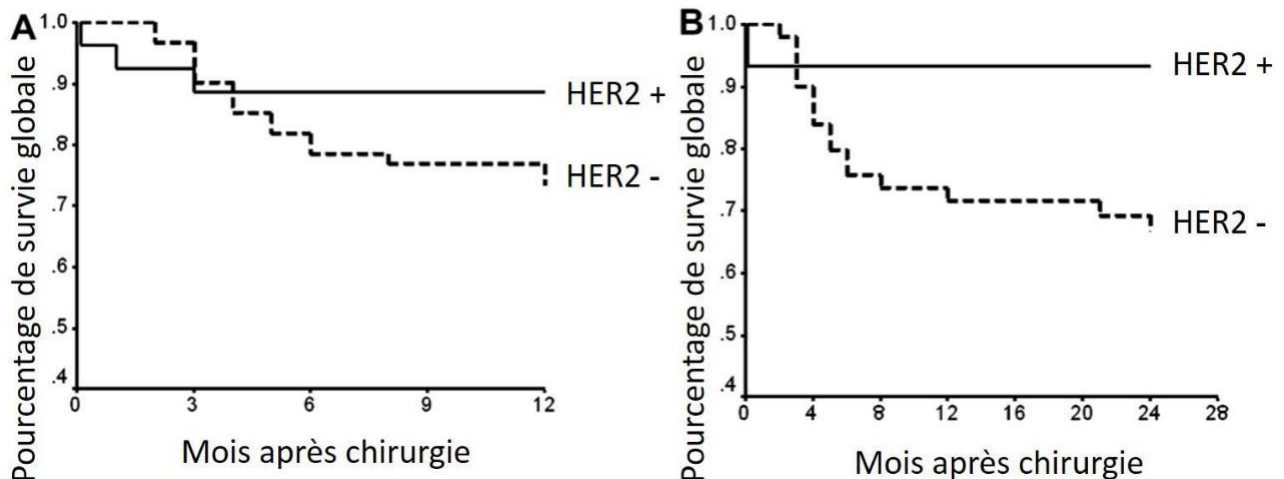 A
Pourcentage de survie globale
1.0
.9
.8
.7
.6
.5
.4
0 3 6 9 12
HER2 +
HER2 -
Mois après chirurgie
B
Pourcentage de survie globale
1.0
.9
.8
.7
.6
.5
.4
0 4 8 12 16 20 24 28
HER2 +
HER2 -
Mois après chirurgie